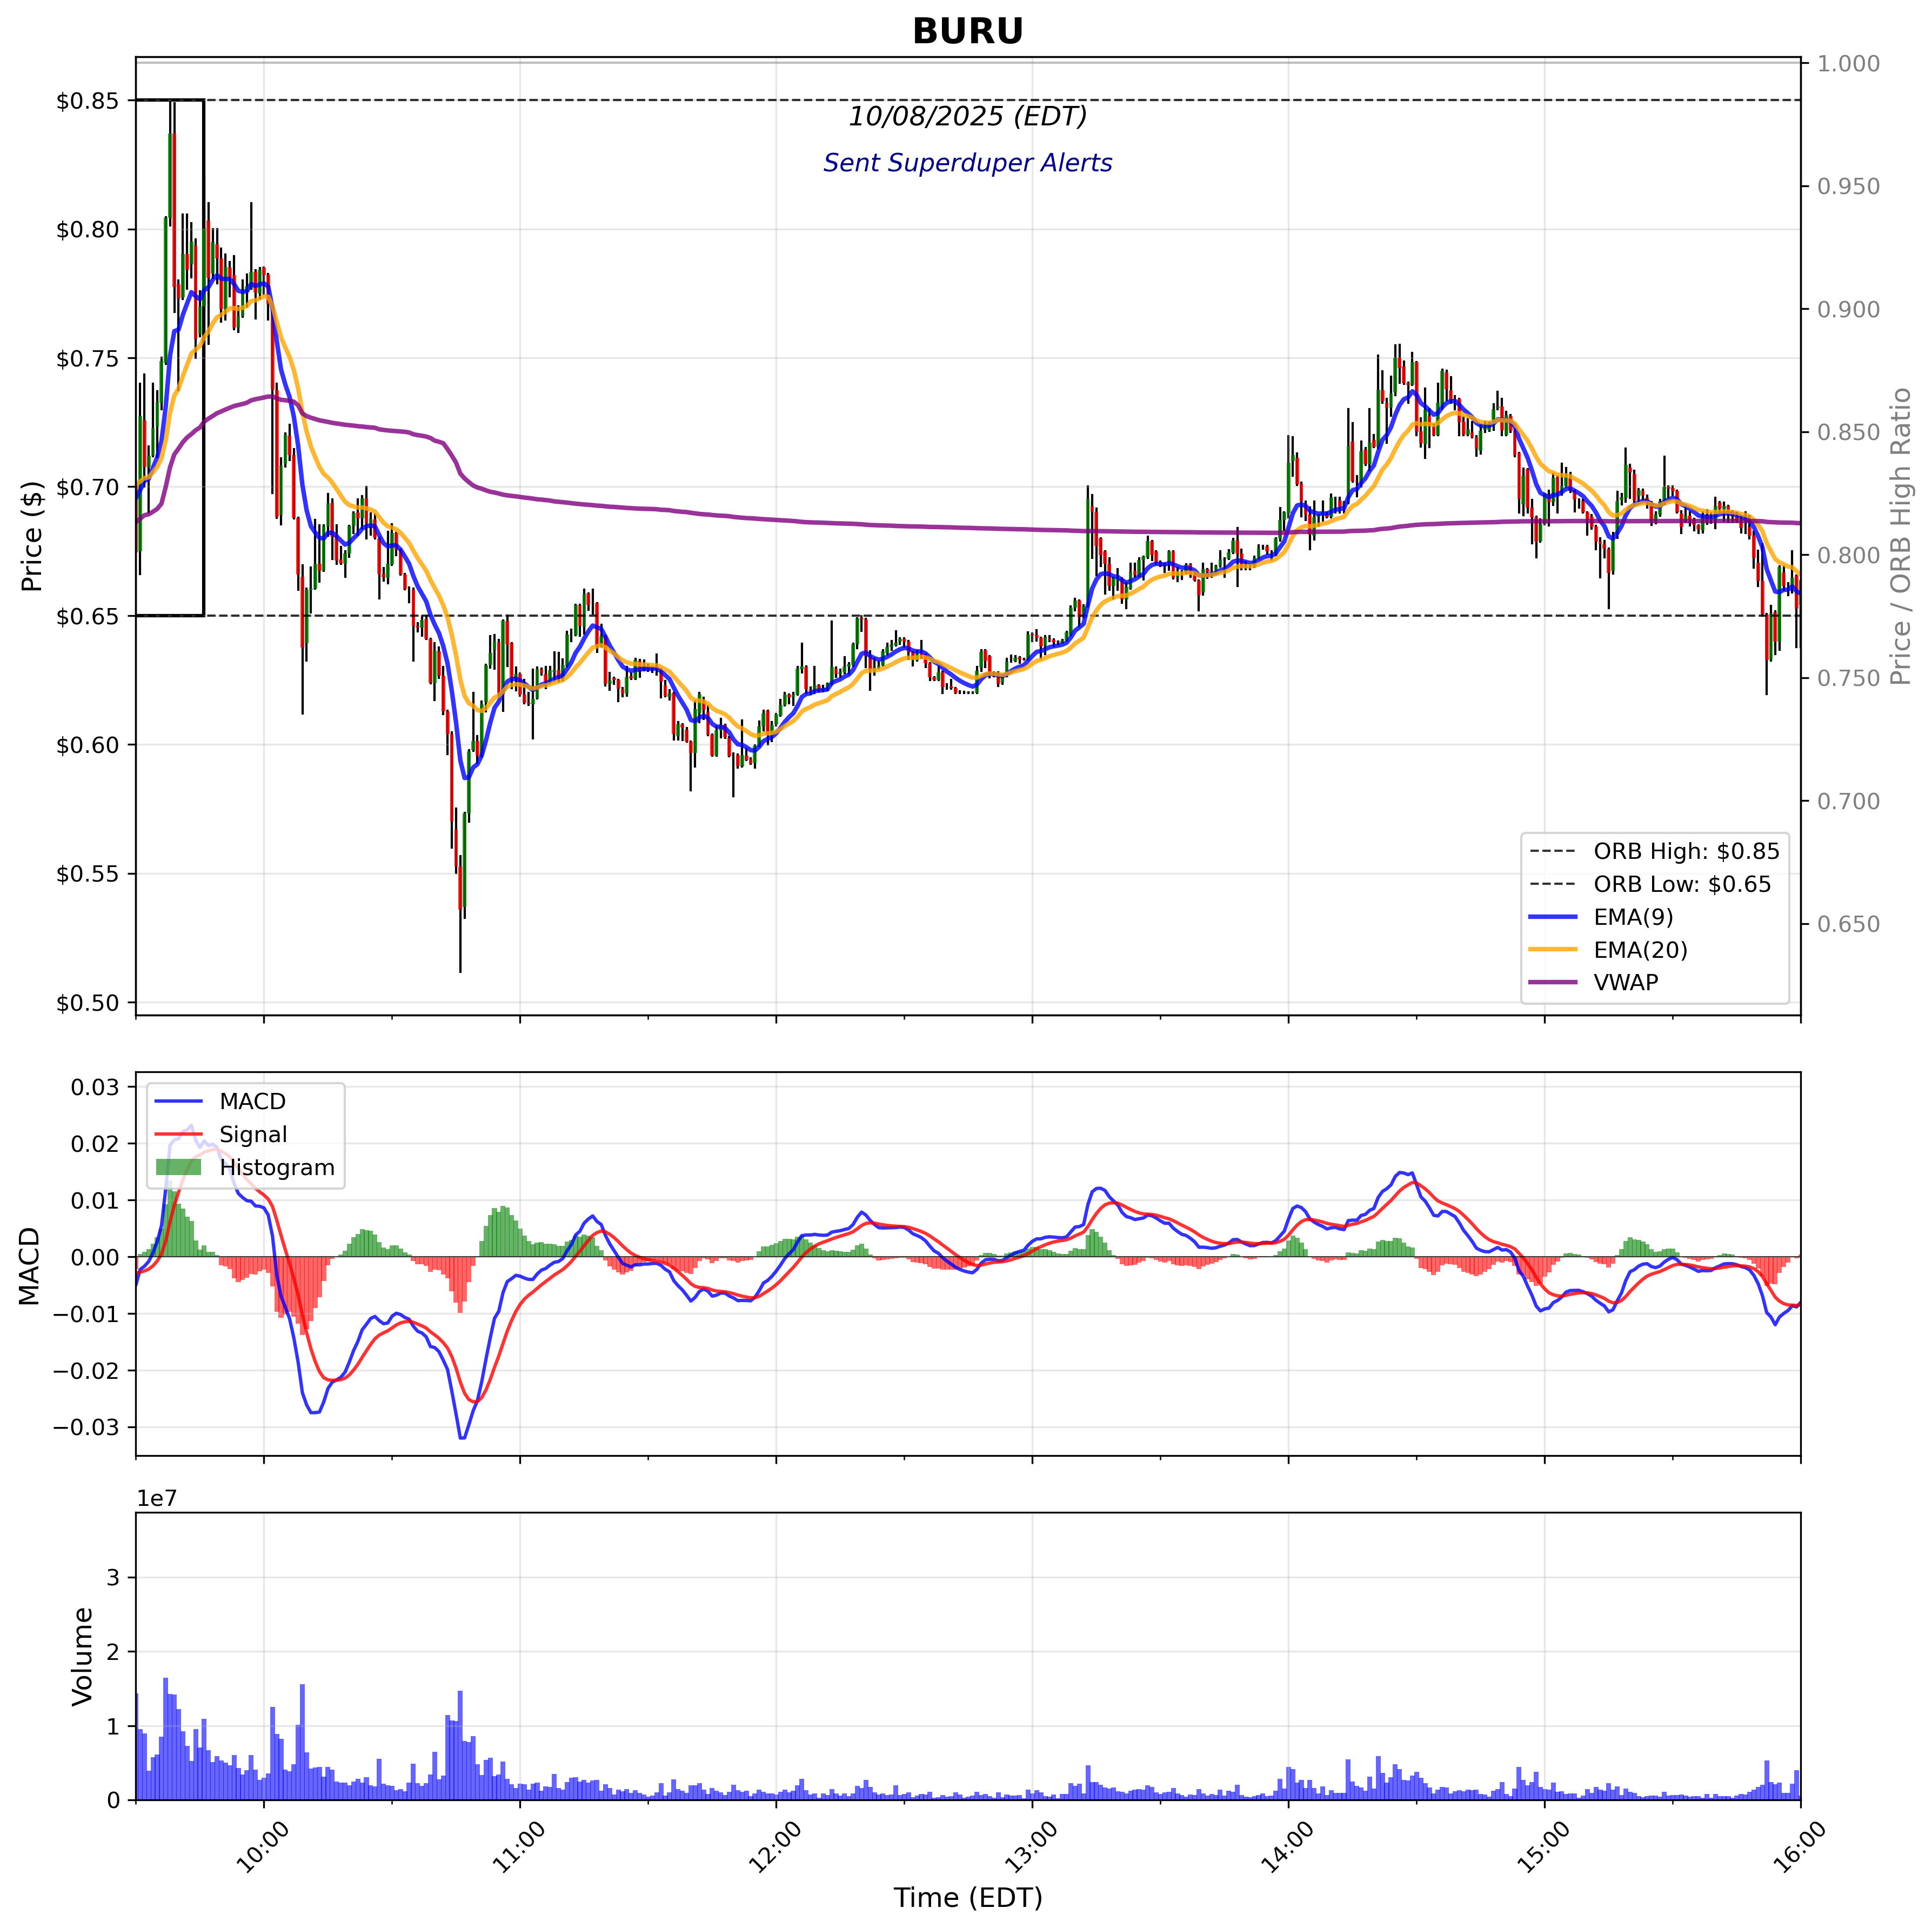 BURU
10/08/2025 (EDT)
Sent Superduper Alerts
Price ($)
$0.85
$0.80
$0.75
$0.70
$0.65
$0.60
$0.55
$0.50
Price / ORB High Ratio
1.000
0.950
0.900
0.850
0.800
0.750
0.700
0.650
ORB High: $0.85
ORB Low: $0.65
EMA(9)
EMA(20)
VWAP
MACD
0.03
0.02
0.01
0.00
−0.01
−0.02
−0.03
MACD
Signal
Histogram
1e7
Volume
3
2
1
0
10:00
11:00
12:00
13:00
14:00
15:00
16:00
Time (EDT)